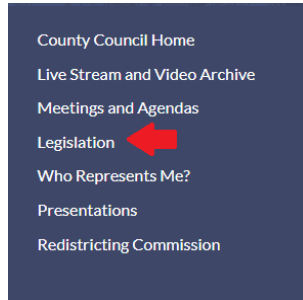 County Council Home
Live Stream and Video Archive
Meetings and Agendas
Legislation
Who Represents Me?
Presentations
Redistricting Commission